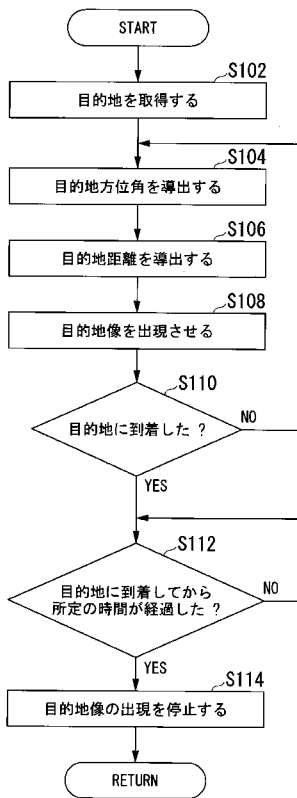 START
S102
目的地を取得する
S104
目的地方位角を導出する
S106
目的地距離を導出する
S108
目的地像を出現させる
S110
目的地に到着した ?
NO
YES
S112
目的地に到着してから
所定の時間が経過した ?
NO
YES
S114
目的地像の出現を停止する
RETURN